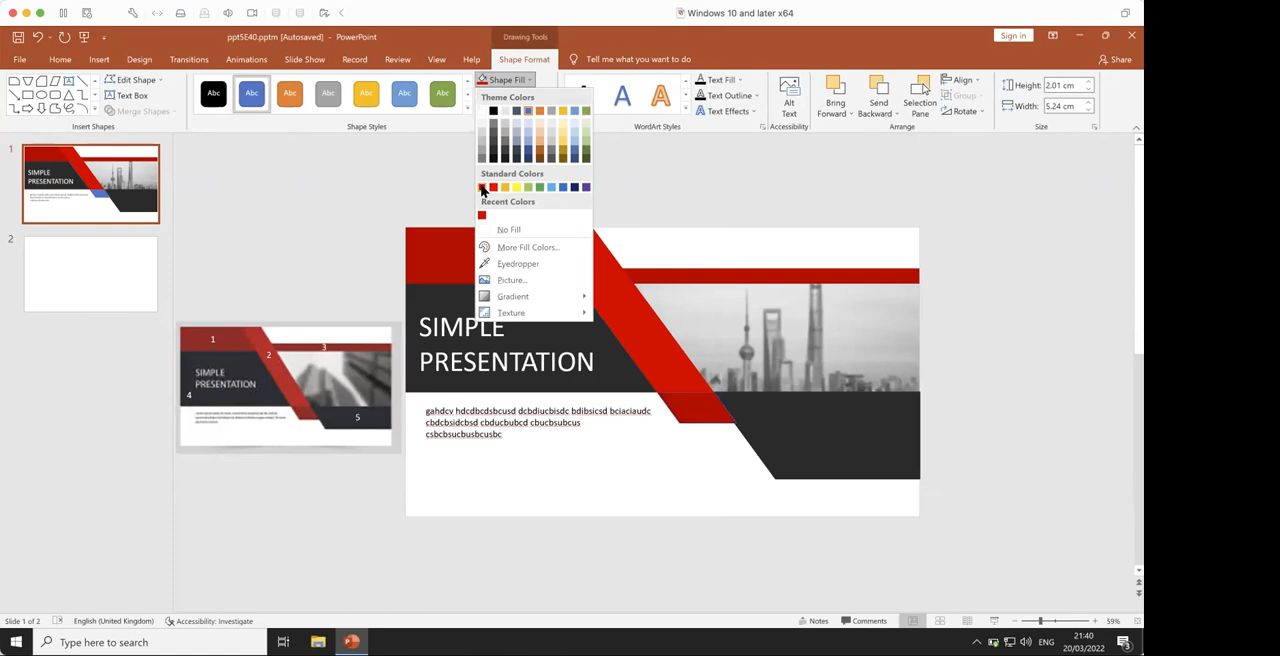 Windows 10 and later x64
ppt5E40.pptm [Autosaved] - PowerPoint
Drawing Tools
Sign in
File Home Insert Design Transitions Animations Slide Show Record Review View Help Shape Format Tell me what you want to do Share
Edit Shape
Text Box
Merge Shapes
Insert Shapes
Abc Abc Abc Abc Abc Abc Abc
Shape Styles
Shape Fill
Theme Colors
Standard Colors
Recent Colors
No Fill
More Fill Colors...
Eyedropper
Picture...
Gradient
Texture
A A
Text Fill
Text Outline
Text Effects
WordArt Styles
Alt
Text
Accessibility
Bring
Forward
Send
Backward
Selection
Pane
Align
Group
Rotate
Arrange
Height: 2.01 cm
Width: 5.24 cm
Size
1
SIMPLE
PRESENTATION
2
1
2
3
SIMPLE
PRESENTATION
4
5
SIMPLE
PRESENTATION
gahdcv hdcdbcdsbcusd dcbdiucbisdc bdibsicsd bciaciaudc
cbdcbsidcbsd cbducbubcd cbucbsubcus
csbcbsucbusbcusbc
Slide 1 of 2
English (United Kingdom)
Accessibility: Investigate
Notes
Comments
59%
Type here to search
ENG
21:40
20/03/2022
3